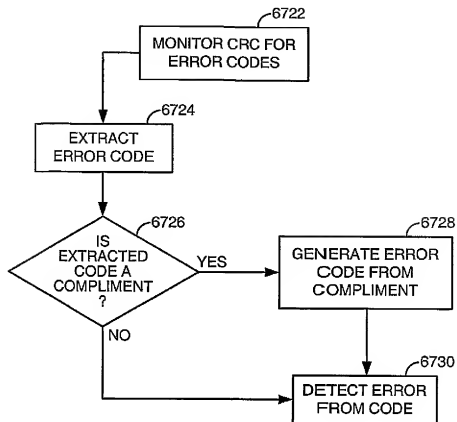 6722
MONITOR CRC FOR
ERROR CODES
6724
EXTRACT
ERROR CODE
6726
IS
EXTRACTED
CODE A
COMPLIMENT
?
YES
NO
6728
GENERATE ERROR
CODE FROM
COMPLIMENT
6730
DETECT ERROR
FROM CODE